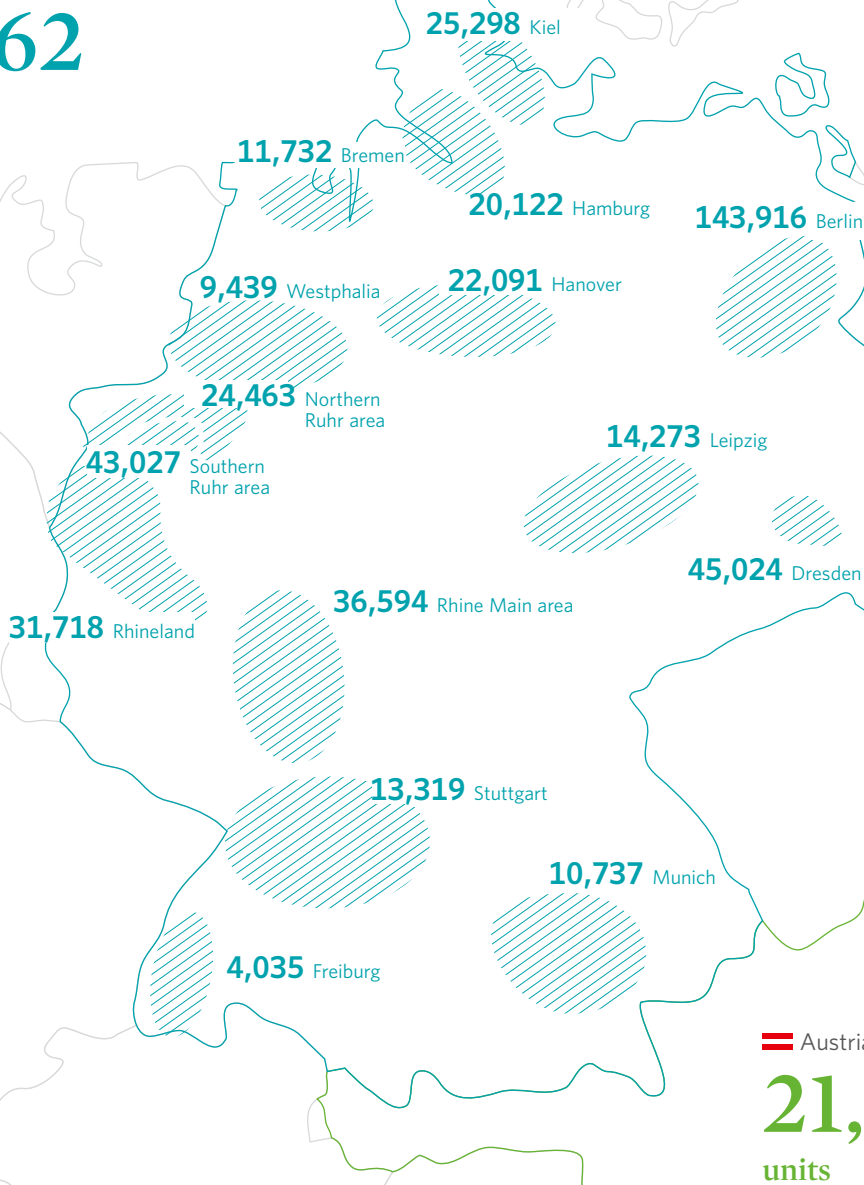 62
25,298 Kiel
11,732 Bremen
20,122 Hamburg
143,916 Berlin
9,439 Westphalia
22,091 Hanover
24,463 Northern
Ruhr area
14,273 Leipzig
43,027 Southern
Ruhr area
45,024 Dresden
36,594 Rhine Main area
31,718 Rhineland
13,319 Stuttgart
10,737 Munich
4,035 Freiburg
Austria
21,
units